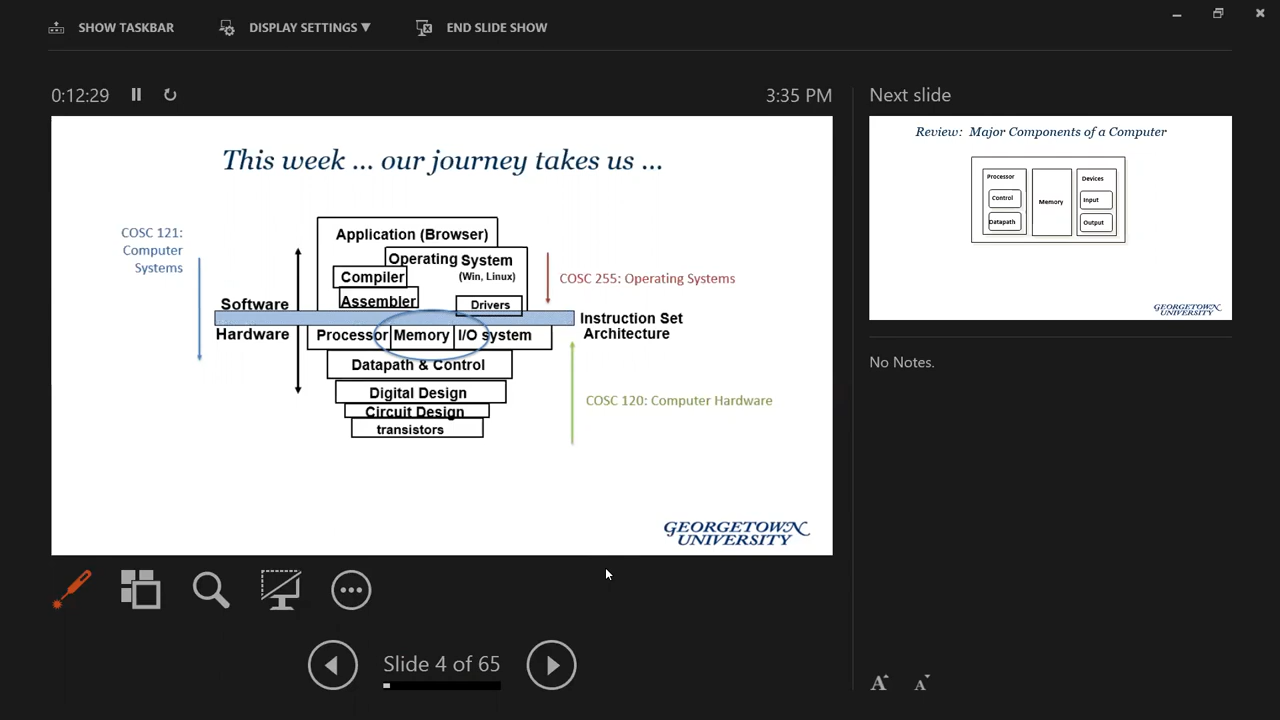 SHOW TASKBAR
DISPLAY SETTINGS ▼
END SLIDE SHOW
0:12:29
3:35 PM
This week ... our journey takes us ...
COSC 121:
Computer
Systems
Application (Browser)
Operating System
(Win, Linux)
Compiler
Assembler
Drivers
COSC 255: Operating Systems
Software
Hardware
Instruction Set
Architecture
Processor
Memory
I/O system
Datapath & Control
Digital Design
Circuit Design
transistors
COSC 120: Computer Hardware
GEORGETOWN
UNIVERSITY
Slide 4 of 65
Next slide
Review: Major Components of a Computer
Processor
Control
Datapath
Memory
Devices
Input
Output
GEORGETOWN
UNIVERSITY
No Notes.
A A